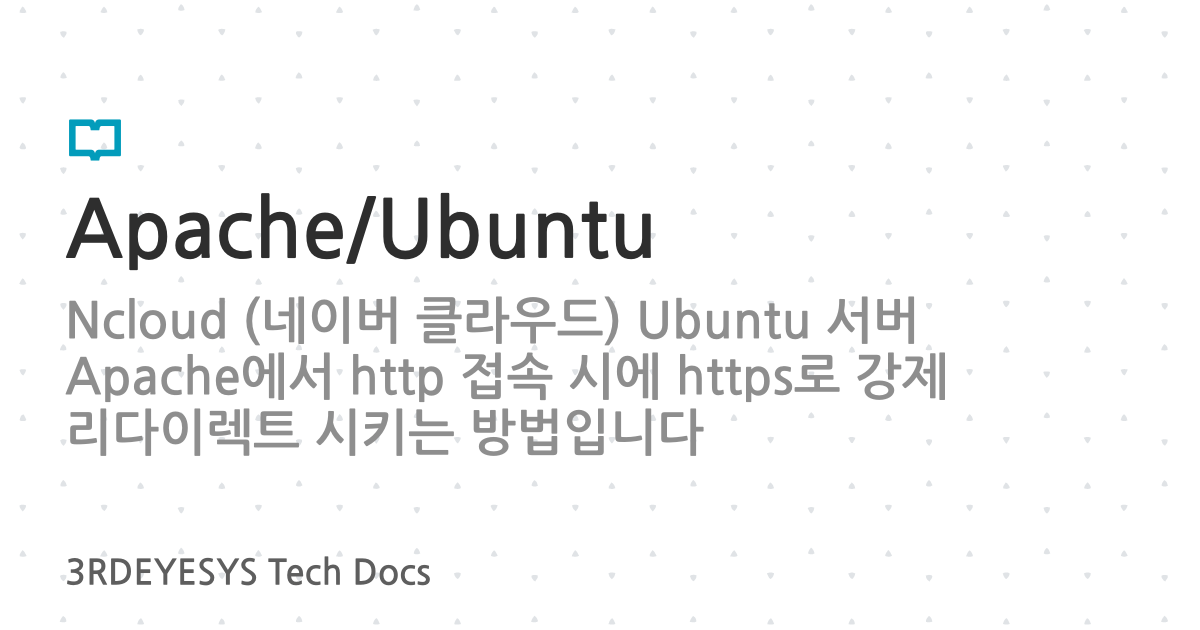 Apache/Ubuntu
Ncloud (네이버 클라우드) Ubuntu 서버
Apache에서 http 접속 시에 https로 강제
리다이렉트 시키는 방법입니다
3RDEYESYS Tech Docs